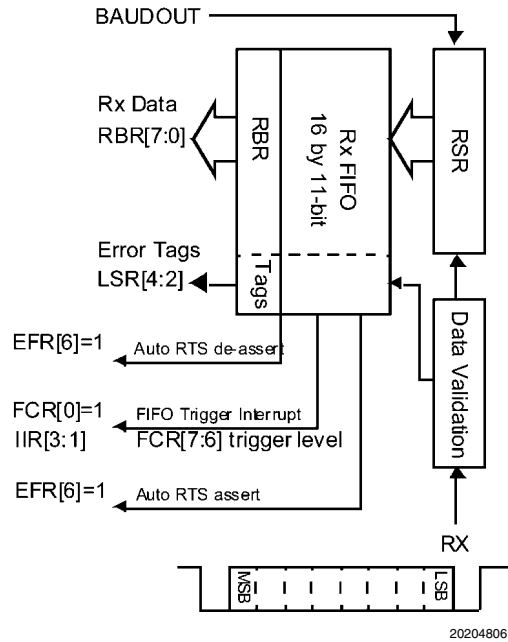 BAUDOUT
Rx Data
RBR[7:0]
RBR
Rx FIFO
16 by 11-bit
RSR
Error Tags
LSR[4:2]
Tags
Data Validation
EFR[6]=1
Auto RTS de-assert
FCR[0]=1
FIFO Trigger Interrupt
IIR[3:1]
FCR[7:6] trigger level
EFR[6]=1
Auto RTS assert
RX
MSB
LSB
20204806